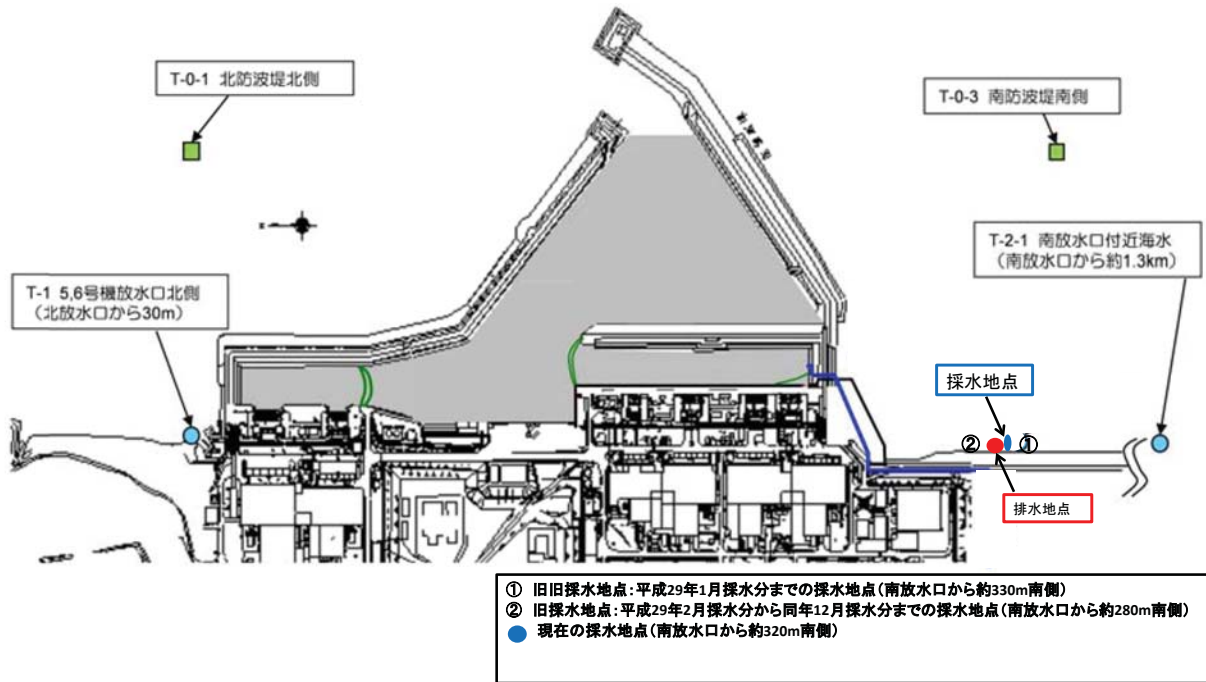 T-0-1 北防波堤北側
T-0-3 南防波堤南側
T-2-1 南放水口付近海水
（南放水口から約1.3km）
T-1 5,6号機放水口北側
（北放水口から30m）
採水地点
② ①
排水地点
① 旧旧採水地点：平成29年1月採水分までの採水地点（南放水口から約330m南側）
② 旧採水地点：平成29年2月採水分から同年12月採水分までの採水地点（南放水口から約280m南側）
現在の採水地点（南放水口から約320m南側）